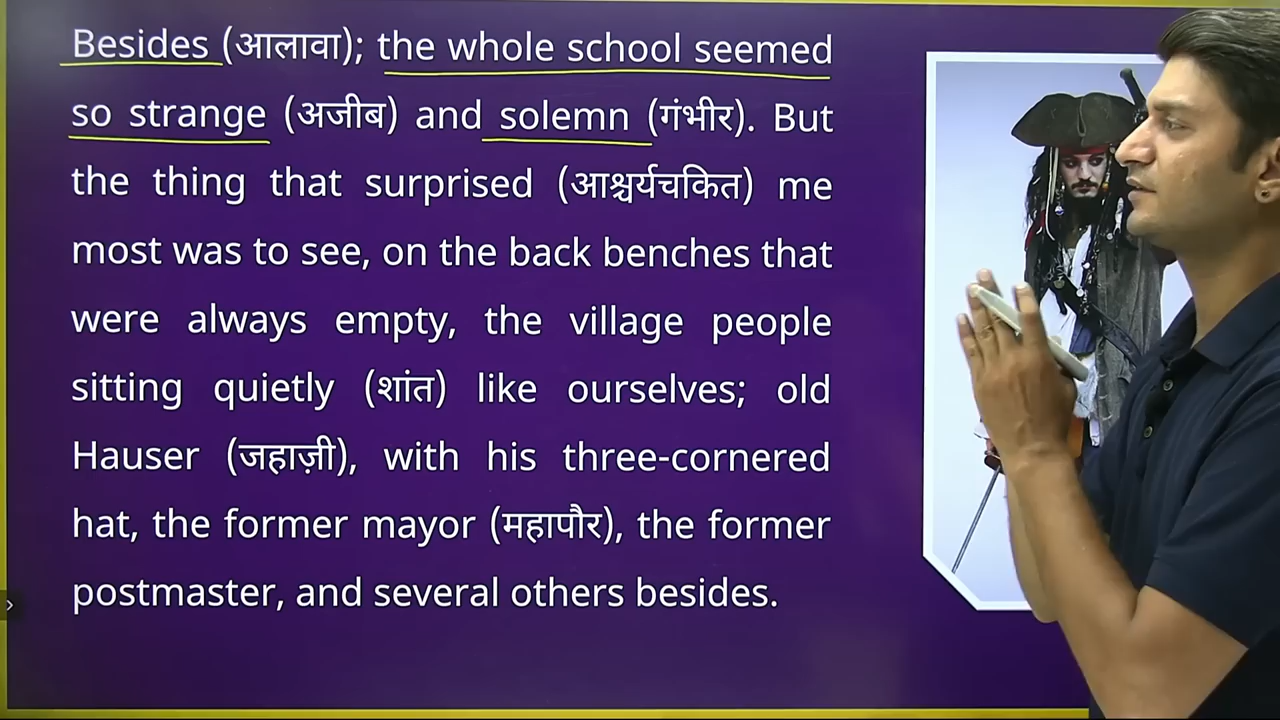 Besides (आलावा); the whole school seemed
so strange (अजीब) and solemn (गंभीर). But
the thing that surprised (आश्चर्यचकित) me
most was to see, on the back benches that
were always empty, the village people
sitting quietly (शांत) like ourselves; old
Hauser (जहाज़ी), with his three-cornered
hat, the former mayor (महापौर), the former
postmaster, and several others besides.